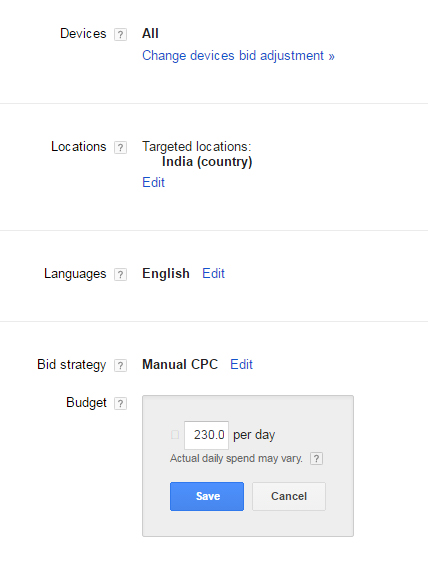 Devices ? All
Change devices bid adjustment »
Locations ? Targeted locations:
India (country)
Edit
Languages ? English Edit
Bid strategy ? Manual CPC Edit
Budget ?
230.0 per day
Actual daily spend may vary. ?
Save Cancel